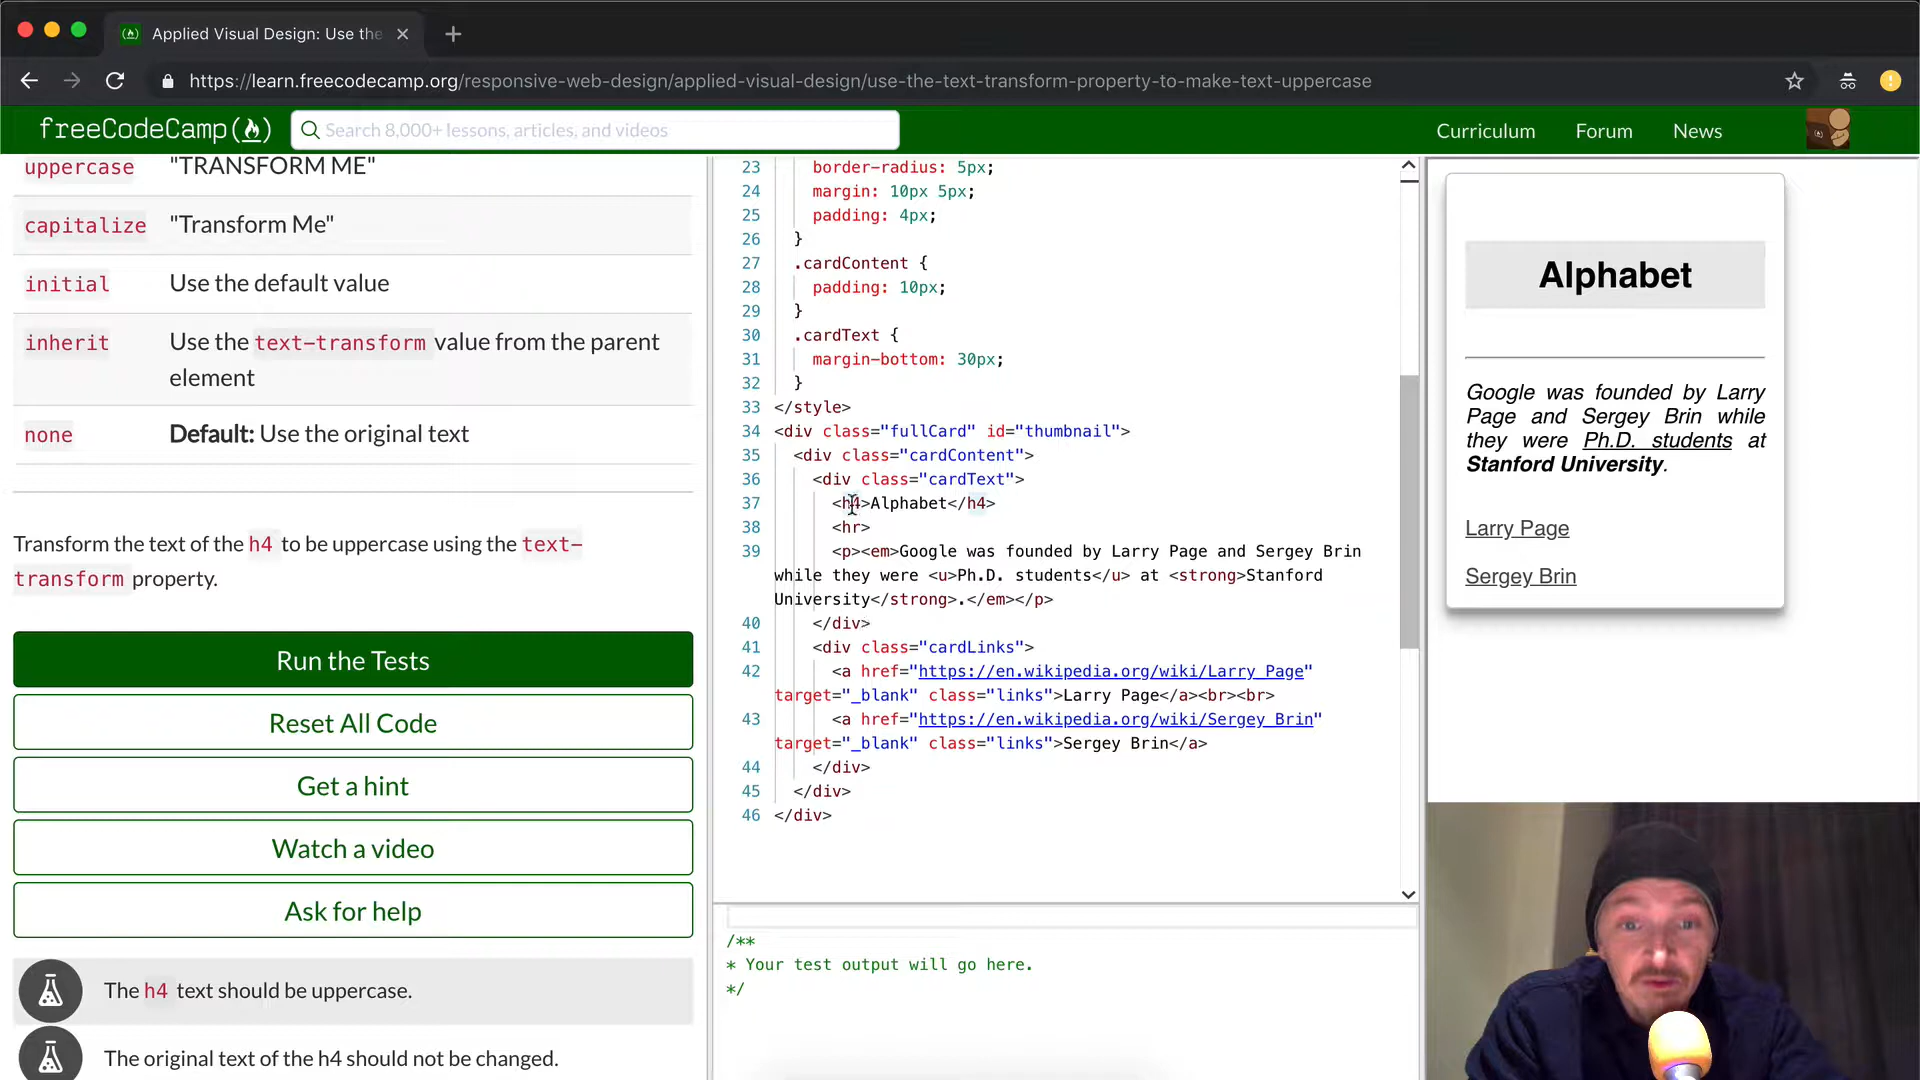 Applied Visual Design: Use the
https://learn.freecodecamp.org/responsive-web-design/applied-visual-design/use-the-text-transform-property-to-make-text-uppercase
freeCodeCamp
Search 8,000+ lessons, articles, and videos
Curriculum
Forum
News
uppercase "TRANSFORM ME"
capitalize "Transform Me"
initial Use the default value
inherit Use the text-transform value from the parent
element
none Default: Use the original text
Transform the text of the h4 to be uppercase using the text-
transform property.
Run the Tests
Reset All Code
Get a hint
Watch a video
Ask for help
The h4 text should be uppercase.
The original text of the h4 should not be changed.
23 border-radius: 5px;
24 margin: 10px 5px;
25 padding: 4px;
26 }
27 .cardContent {
28 padding: 10px;
29 }
30 .cardText {
31 margin-bottom: 30px;
32 }
33 </style>
34 <div class="fullCard" id="thumbnail">
35 <div class="cardContent">
36 <div class="cardText">
37 <h4>Alphabet</h4>
38 <hr>
39 <p><em>Google was founded by Larry Page and Sergey Brin
while they were <u>Ph.D. students</u> at <strong>Stanford
University</strong>.</em></p>
40 </div>
41 <div class="cardLinks">
42 <a href="https://en.wikipedia.org/wiki/Larry_Page"
target="_blank" class="links">Larry Page</a><br><br>
43 <a href="https://en.wikipedia.org/wiki/Sergey_Brin"
target="_blank" class="links">Sergey Brin</a>
44 </div>
45 </div>
46 </div>
/**
* Your test output will go here.
*/
Alphabet
Google was founded by Larry
Page and Sergey Brin while
they were Ph.D. students at
Stanford University.
Larry Page
Sergey Brin